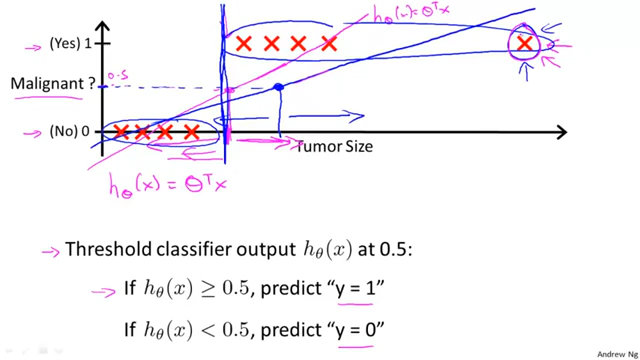 hθ(x) = θᵀx
(Yes) 1
0.5
Malignant ?
(No) 0
Tumor Size
hθ(x) = θᵀx
Threshold classifier output hθ(x) at 0.5:
If hθ(x) ≥ 0.5, predict “y = 1”
If hθ(x) < 0.5, predict “y = 0”
Andrew Ng